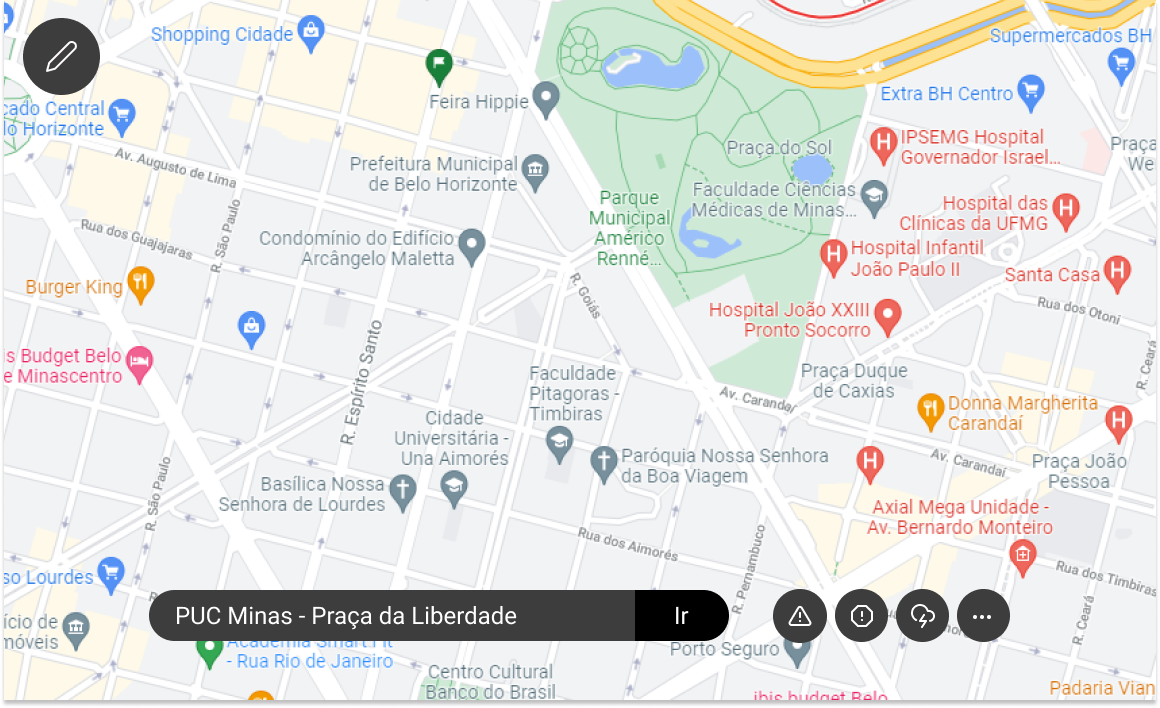 Shopping Cidade
Supermercados BH
Feira Hippie
Extra BH Centro
cado Central
lo Horizonte
Av. Augusto de Lima
Prefeitura Municipal
de Belo Horizonte
Praça do Sol
IPSEMG Hospital
Governador Israel...
Praça
We
Faculdade Ciências
Médicas de Minas...
Parque
Municipal
Américo
Renné...
Hospital das
Clínicas da UFMG
R. São Paulo
Rua dos Guajajaras
Condomínio do Edifício
Arcângelo Maletta
Hospital Infantil
João Paulo II
Santa Casa
Burger King
R. Goiás
Hospital João XXIII
Pronto Socorro
Rua dos Otoni
is Budget Belo
e Minascentro
R. Espírito Santo
Faculdade
Pitagoras -
Timbiras
Praça Duque
de Caxias
R. Ceará
Av. Carandaí
Donna Margherita
Carandaí
Cidade
Universitária -
Una Aimorés
Paróquia Nossa Senhora
da Boa Viagem
Av. Carandaí
Praça João
Pessoa
Basílica Nossa
Senhora de Lourdes
R. São Paulo
Axial Mega Unidade -
Av. Bernardo Monteiro
Rua dos Aimorés
R. Pernambuco
Rua dos Timbiras
so Lourdes
R. Ceará
PUC Minas - Praça da Liberdade
Ir
ício de
móveis
Academia Smart Fit
- Rua Rio de Janeiro
Porto Seguro
Centro Cultural
Banco do Brasil
ibis budget Belo
Padaria Vian